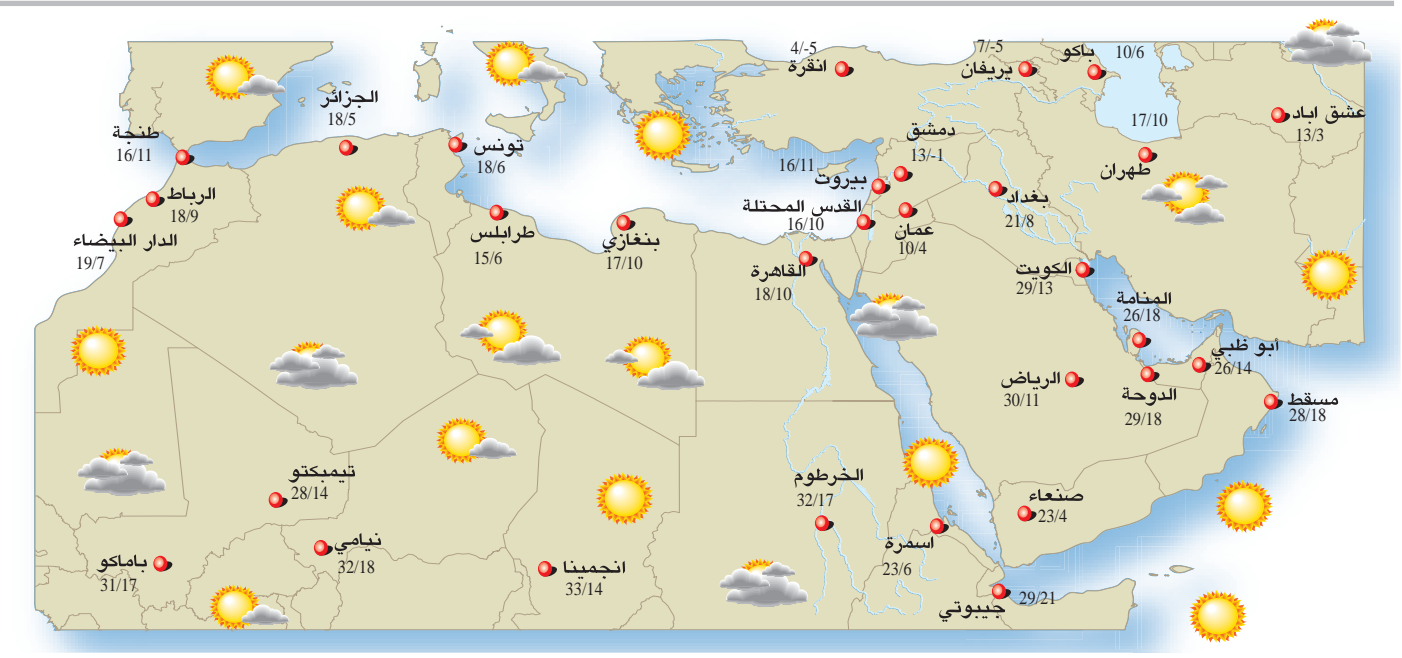 4/-5
انقرة
7/-5
يريفان
باكو
10/6
عشق اباد
13/3
17/10
طهران
الجزائر
18/5
طنجة
16/11
تونس
18/6
دمشق
13/-1
16/11
بيروت
الرباط
18/9
الدار البيضاء
19/7
طرابلس
15/6
بنغازي
17/10
القدس المحتلة
16/10
عمان
10/4
بغداد
21/8
القاهرة
18/10
الكويت
29/13
المنامة
26/18
أبو ظبي
26/14
الرياض
30/11
الدوحة
29/18
مسقط
28/18
تيمبكتو
28/14
الخرطوم
32/17
صنعاء
23/4
اسمرة
23/6
نيامي
32/18
باماكو
31/17
انجمينا
33/14
جيبوتي
29/21